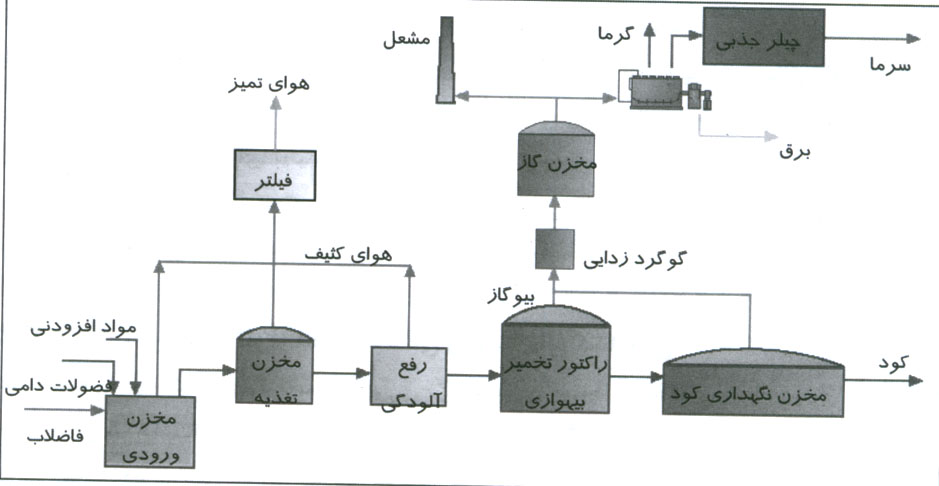 مشعل
گرما
چیلر جذبی
سرما
هوای تمیز
برق
فیلتر
مخزن گاز
هوای کثیف
گوگرد زدایی
بیوگاز
مواد افزودنی
فضولات دامی
فاضلاب
مخزن
ورودی
مخزن
تغذیه
رفع
آلودگی
راکتور تخمیر
بیهوازی
مخزن نگهداری کود
کود